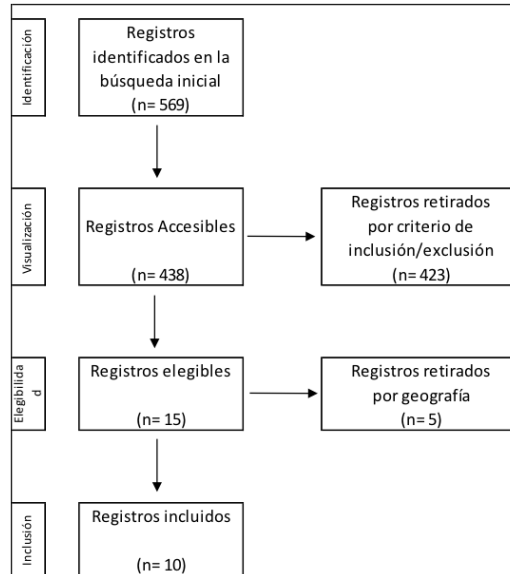 Identificación
Registros
identificados en la
búsqueda inicial
(n= 569)
Visualización
Registros Accesibles
(n= 438)
Registros retirados
por criterio de
inclusión/exclusión
(n= 423)
Elegibilida
d
Registros elegibles
(n= 15)
Registros retirados
por geografía
(n= 5)
Inclusión
Registros incluidos
(n= 10)